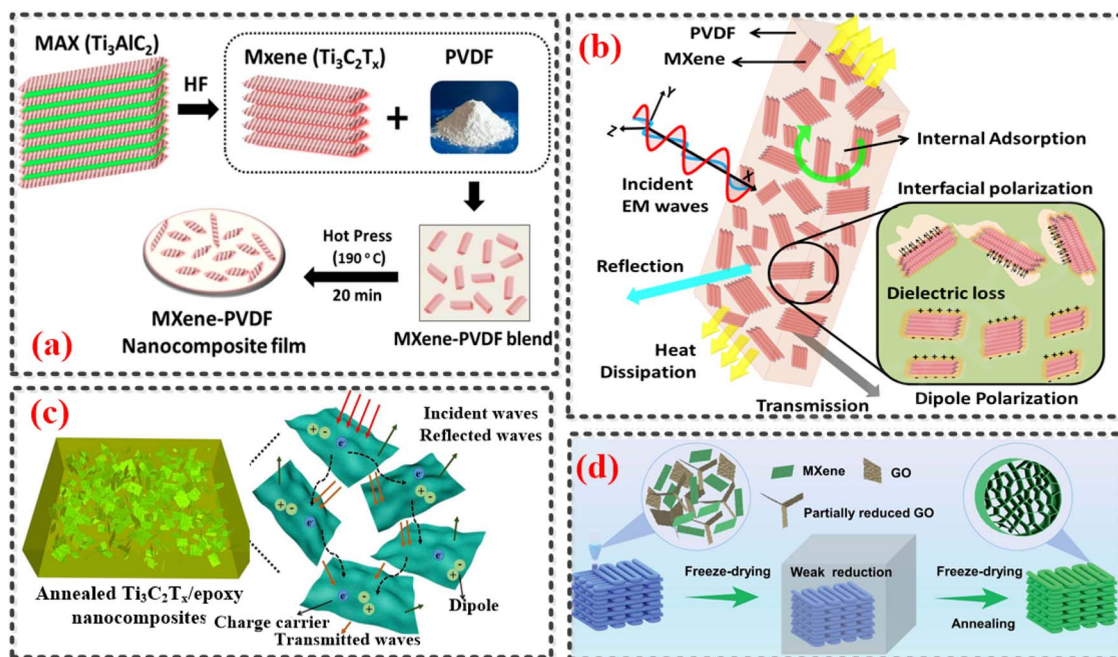 MAX (Ti₃AlC₂)
HF
Mxene (Ti₃C₂Tₓ)
+
PVDF
Hot Press
(190 ° C)
20 min
MXene-PVDF
Nanocomposite film
MXene-PVDF blend
(a)
(b)
PVDF
MXene
Y
Z
X
Incident
EM waves
Internal Adsorption
Interfacial polarization
Reflection
Dielectric loss
Heat
Dissipation
Transmission
Dipole Polarization
(c)
Incident waves
Reflected waves
Annealed Ti₃C₂Tₓ/epoxy
nanocomposites
Charge carrier
Dipole
Transmitted waves
(d)
MXene
GO
Partially reduced GO
Freeze-drying
Weak reduction
Freeze-drying
Annealing